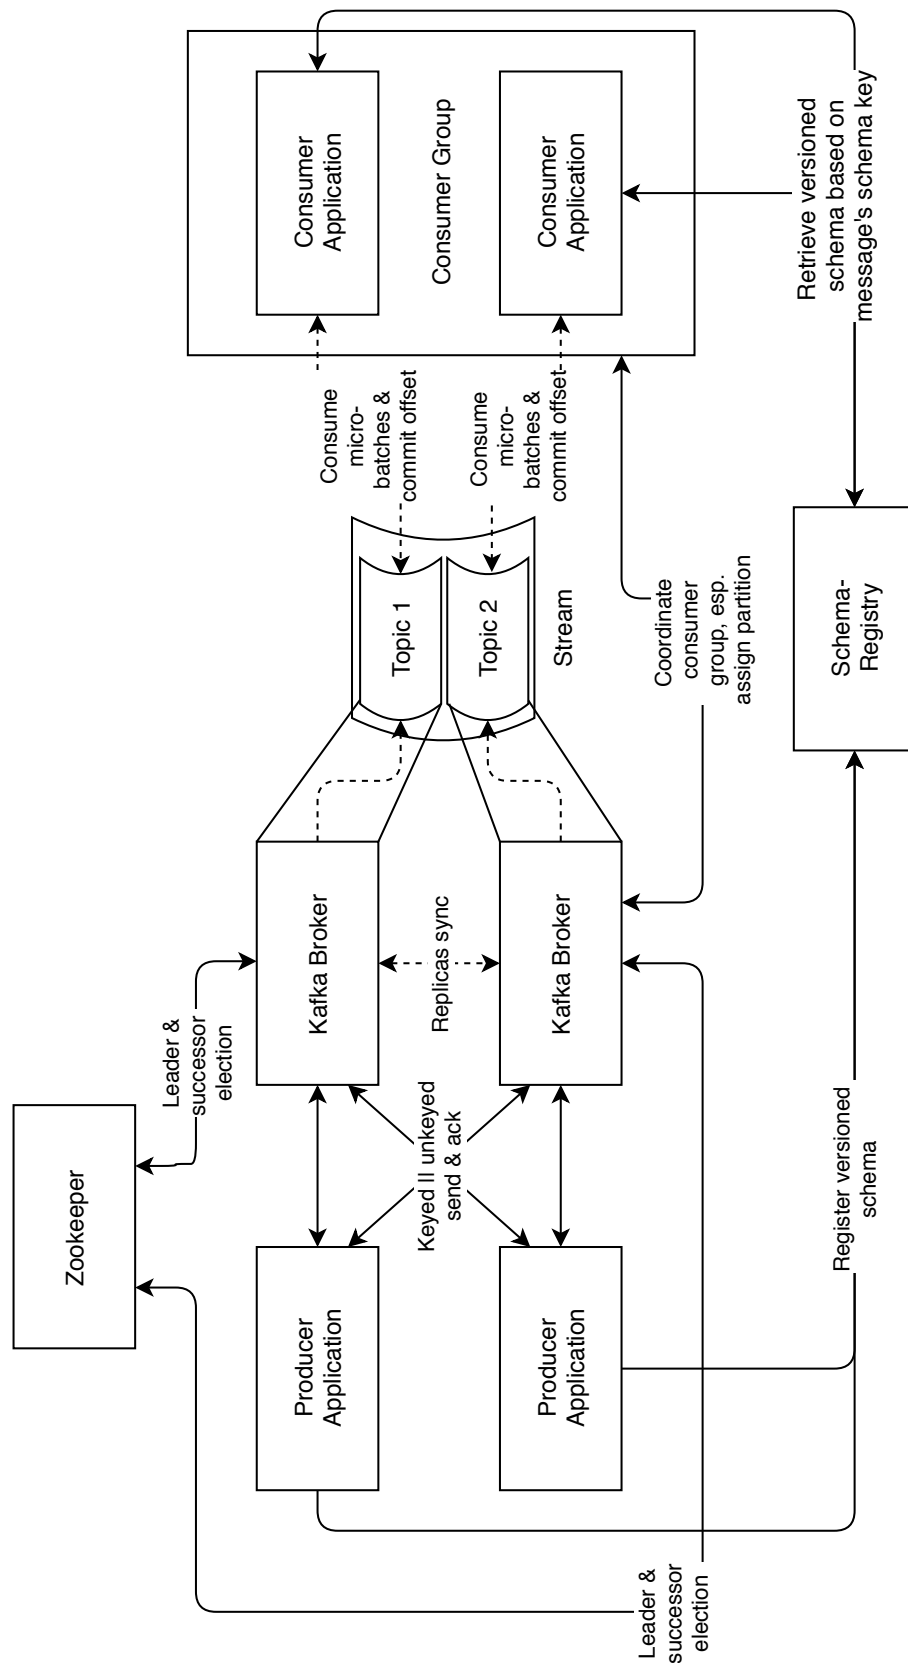 Zookeeper
Leader &
successor
election
Producer
Application
Keyed || unkeyed
send & ack
Kafka Broker
Topic 1
Consume
micro-
batches &
commit offset
Consumer
Application
Replicas sync
Consumer Group
Producer
Application
Kafka Broker
Topic 2
Stream
Consume
micro-
batches &
commit offset
Consumer
Application
Leader &
successor
election
Coordinate
consumer
group, esp.
assign partition
Register versioned
schema
Schema-
Registry
Retrieve versioned
schema based on
message's schema key